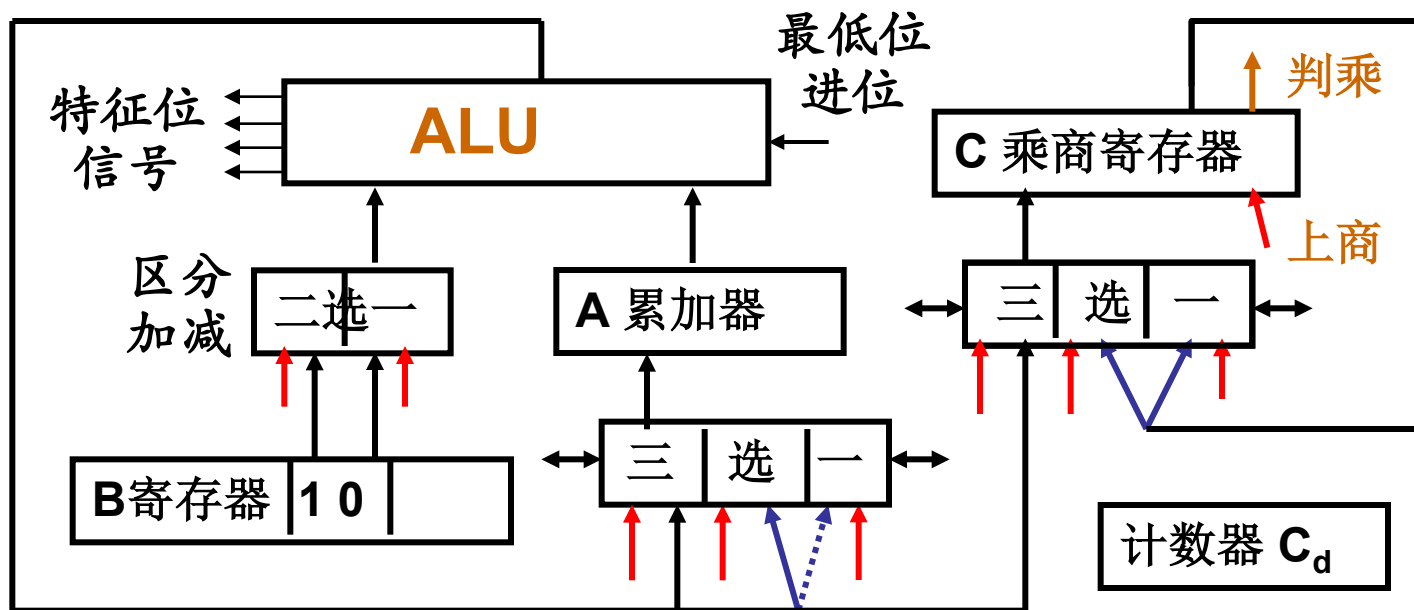 最低位
进位
判乘
特征位
信号
ALU
C 乘商寄存器
上商
区分
加减
二选一
A 累加器
三 选 一
三 选 一
B寄存器 1 0
计数器 Cd